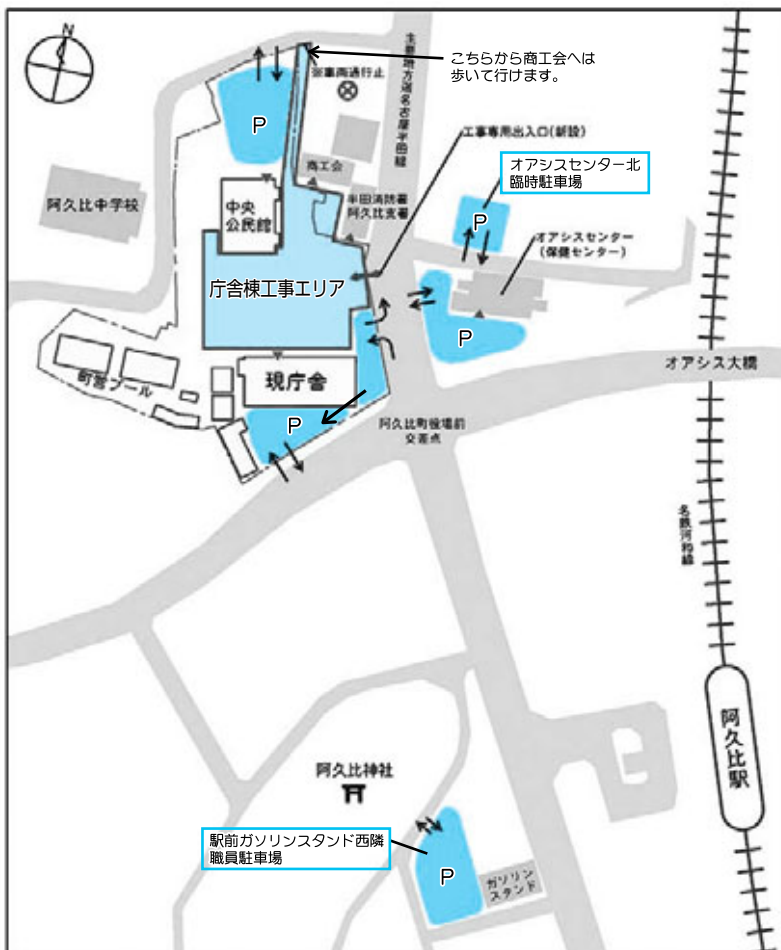 N
こちらから商工会へは
歩いて行けます。
※車両通行止
主要地方道名古屋半田線
P
工事専用出入口(新設)
オアシスセンター北
臨時駐車場
商工会
阿久比中学校
中央
公民館
半田消防署
阿久比支署
P
オアシスセンター
(保健センター)
庁舎棟工事エリア
P
オアシス大橋
現庁舎
町営プール
P
阿久比町役場前
交差点
名鉄河和線
阿久比駅
阿久比神社
駅前ガソリンスタンド西隣
職員駐車場
P
ガソリン
スタンド